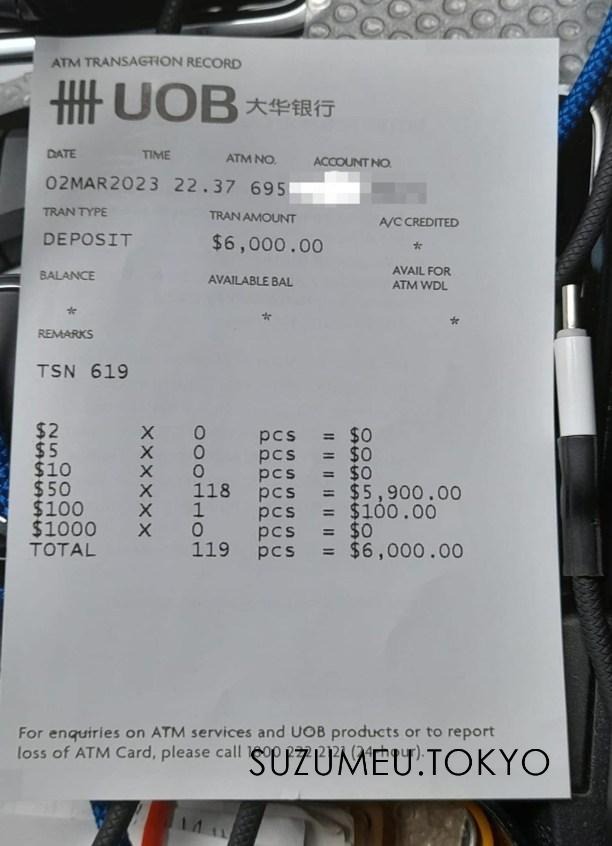 ATM TRANSACTION RECORD
UOB 大华银行
DATE TIME ATM NO. ACCOUNT NO.
02MAR2023 22.37 695
TRAN TYPE TRAN AMOUNT A/C CREDITED
DEPOSIT $6,000.00 *
BALANCE AVAILABLE BAL AVAIL FOR
ATM WDL
* * *
REMARKS
TSN 619
$2 X 0 pcs = $0
$5 X 0 pcs = $0
$10 X 0 pcs = $0
$50 X 118 pcs = $5,900.00
$100 X 1 pcs = $100.00
$1000 X 0 pcs = $0
TOTAL 119 pcs = $6,000.00
For enquiries on ATM services and UOB products or to report
loss of ATM Card, please call 1800 222 2121 (24-hour).
SUZUMEU.TOKYO